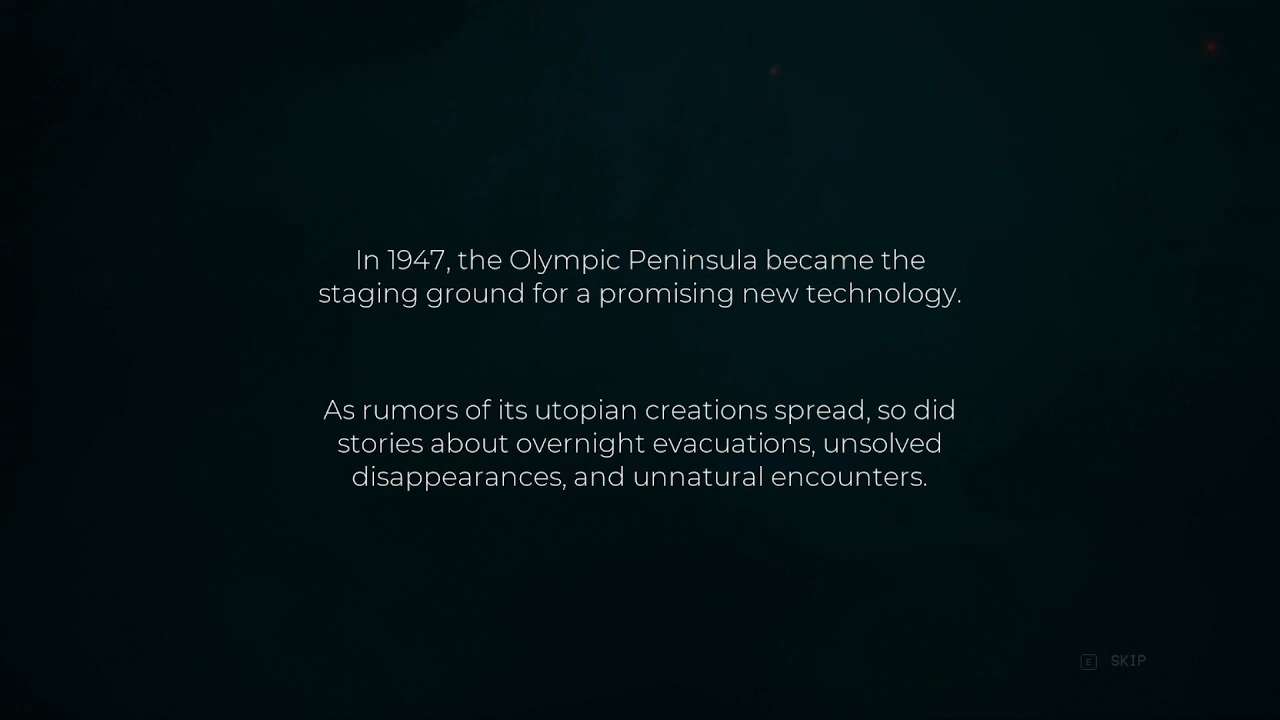 In 1947, the Olympic Peninsula became the
staging ground for a promising new technology.
As rumors of its utopian creations spread, so did
stories about overnight evacuations, unsolved
disappearances, and unnatural encounters.
E SKIP